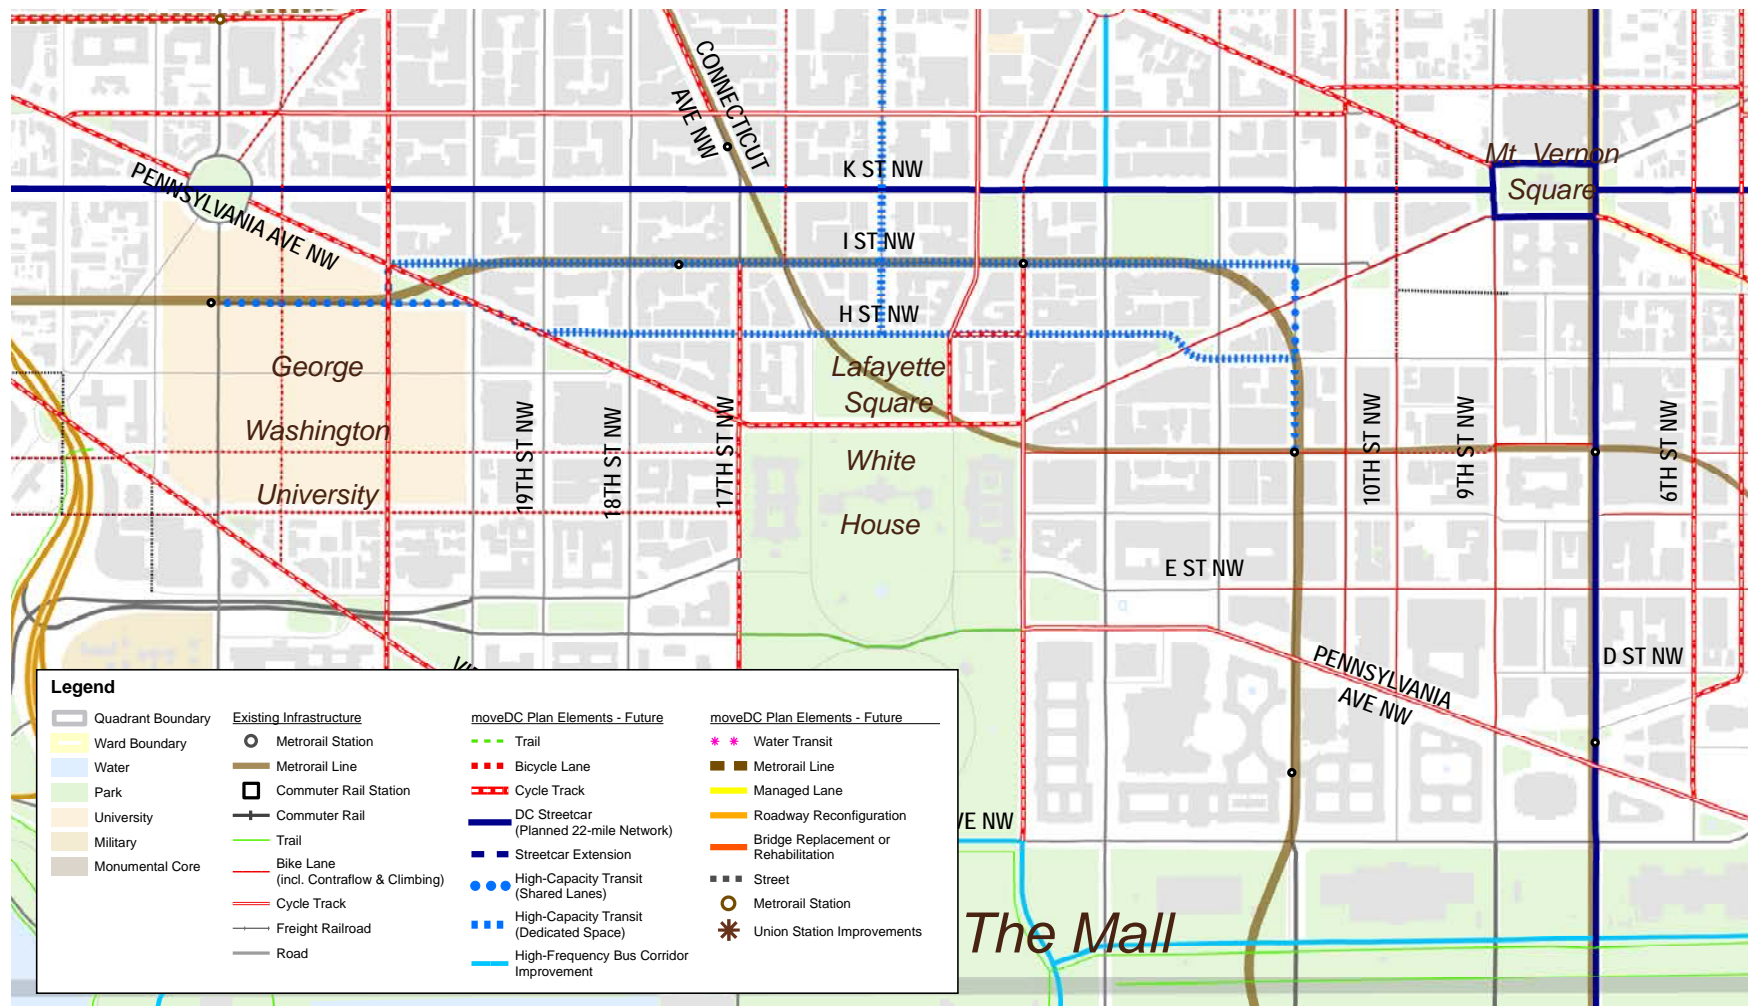 CONNECTICUT
AVE NW
Mt. Vernon
Square
K ST NW
PENNSYLVANIA AVE NW
I ST NW
H ST NW
George
Washington
University
Lafayette
Square
White
House
19TH ST NW
18TH ST NW
17TH ST NW
10TH ST NW
9TH ST NW
6TH ST NW
E ST NW
D ST NW
PENNSYLVANIA
AVE NW
VE NW
The Mall
Legend
Quadrant Boundary
Ward Boundary
Water
Park
University
Military
Monumental Core
Existing Infrastructure
Metrorail Station
Metrorail Line
Commuter Rail Station
Commuter Rail
Trail
Bike Lane
(incl. Contraflow & Climbing)
Cycle Track
Freight Railroad
Road
moveDC Plan Elements - Future
Trail
Bicycle Lane
Cycle Track
DC Streetcar
(Planned 22-mile Network)
Streetcar Extension
High-Capacity Transit
(Shared Lanes)
High-Capacity Transit
(Dedicated Space)
High-Frequency Bus Corridor
Improvement
moveDC Plan Elements - Future
Water Transit
Metrorail Line
Managed Lane
Roadway Reconfiguration
Bridge Replacement or
Rehabilitation
Street
Metrorail Station
Union Station Improvements